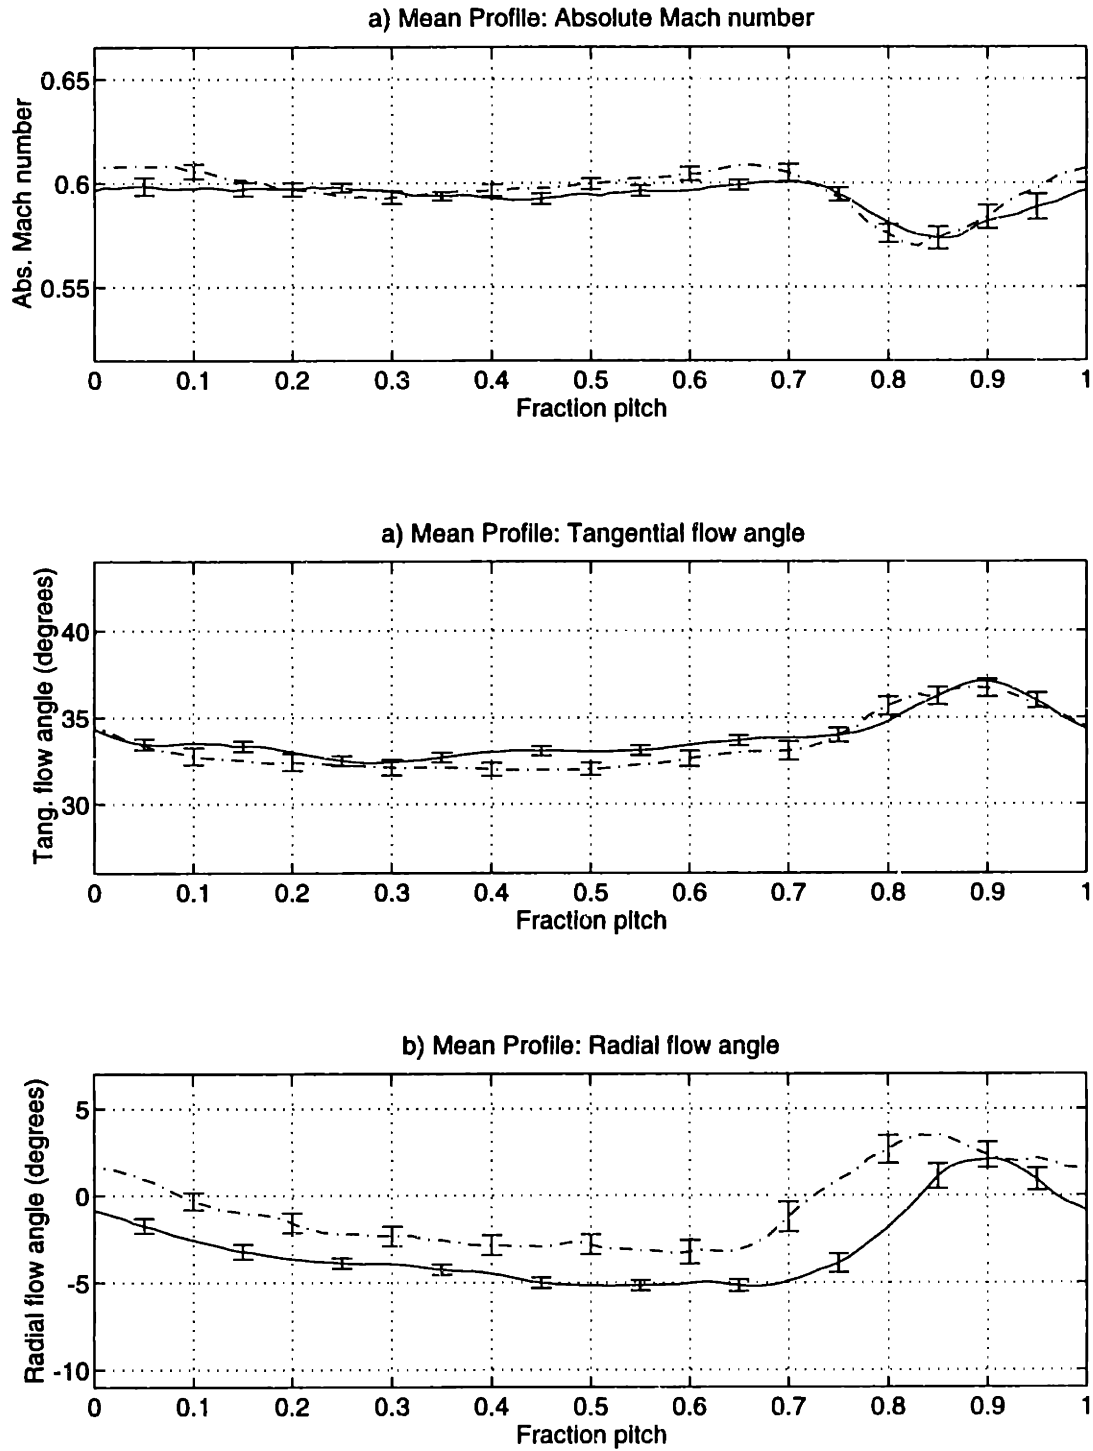 a) Mean Profile: Absolute Mach number
Abs. Mach number
0.65
0.6
0.55
0 0.1 0.2 0.3 0.4 0.5 0.6 0.7 0.8 0.9 1
Fraction pitch
a) Mean Profile: Tangential flow angle
Tang. flow angle (degrees)
40
35
30
0 0.1 0.2 0.3 0.4 0.5 0.6 0.7 0.8 0.9 1
Fraction pitch
b) Mean Profile: Radial flow angle
Radial flow angle (degrees)
5
0
-5
-10
0 0.1 0.2 0.3 0.4 0.5 0.6 0.7 0.8 0.9 1
Fraction pitch